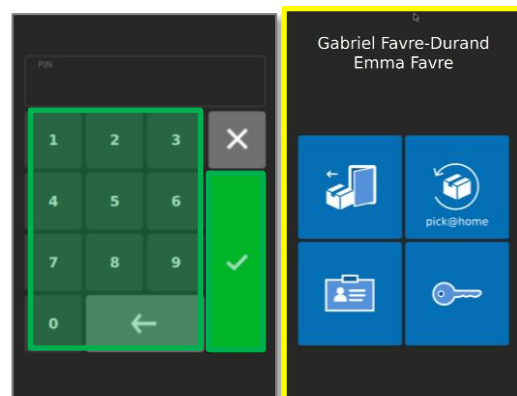 PIN
1 2 3
4 5 6
7 8 9
0
Gabriel Favre-Durand
Emma Favre
pick@home